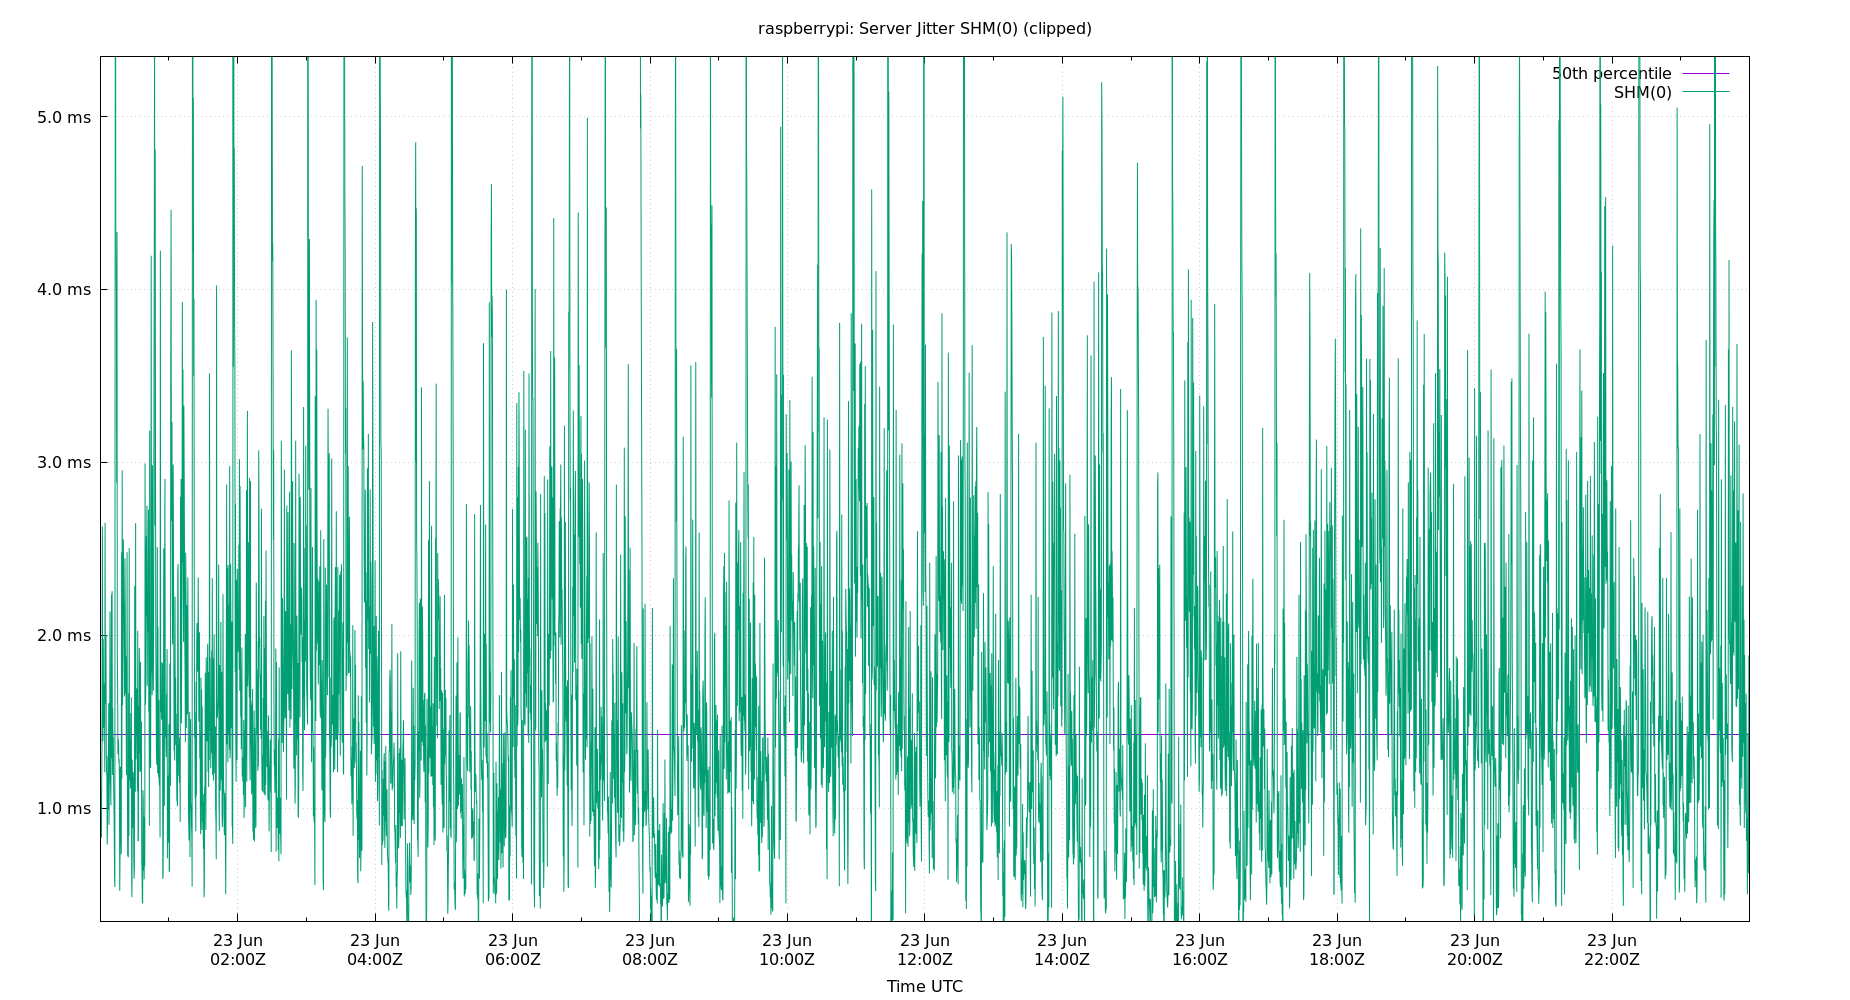 raspberrypi: Server Jitter SHM(0) (clipped)
50th percentile
SHM(0)
5.0 ms
4.0 ms
3.0 ms
2.0 ms
1.0 ms
23 Jun 23 Jun 23 Jun 23 Jun 23 Jun 23 Jun 23 Jun 23 Jun 23 Jun 23 Jun 23 Jun
02:00Z 04:00Z 06:00Z 08:00Z 10:00Z 12:00Z 14:00Z 16:00Z 18:00Z 20:00Z 22:00Z
Time UTC